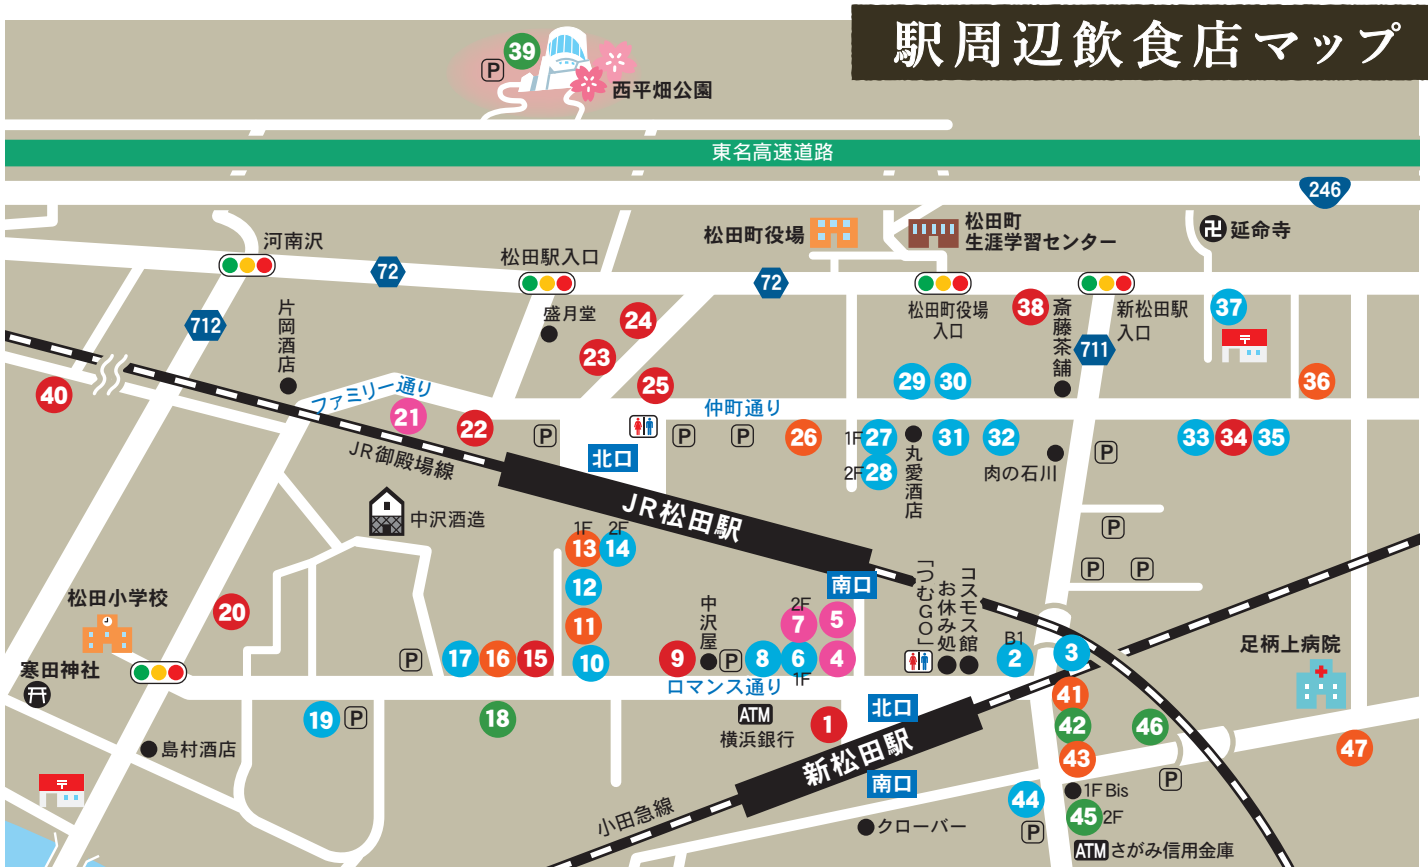 駅周辺飲食店マップ
39
P
西平畑公園
東名高速道路
246
河南沢
松田駅入口
松田町役場
松田町
生涯学習センター
卍
延命寺
72
72
712
片岡酒店
盛月堂
24
23
25
松田町役場
入口
38
斎藤茶舗
711
新松田駅
入口
37
〒
40
ファミリー通り
21
22
P
仲町通り
P
P
26
29
30
1F
27
2F
28
丸愛酒店
31
32
肉の石川
P
33
34
35
36
JR御殿場線
北口
JR松田駅
中沢酒造
1F
2F
13
14
12
11
10
南口
P
P
P
松田小学校
20
寒田神社
P
17
16
15
9
中沢屋
P
8
2F
7
5
6
4
1F
「つむGO」
お休み処
コスモス館
B1
2
3
足柄上病院
ロマンス通り
19
P
18
ATM
横浜銀行
1
北口
新松田駅
南口
41
42
43
46
47
P
島村酒店
〒
小田急線
クローバー
44
P
1F Bis
45
2F
ATM
さがみ信用金庫